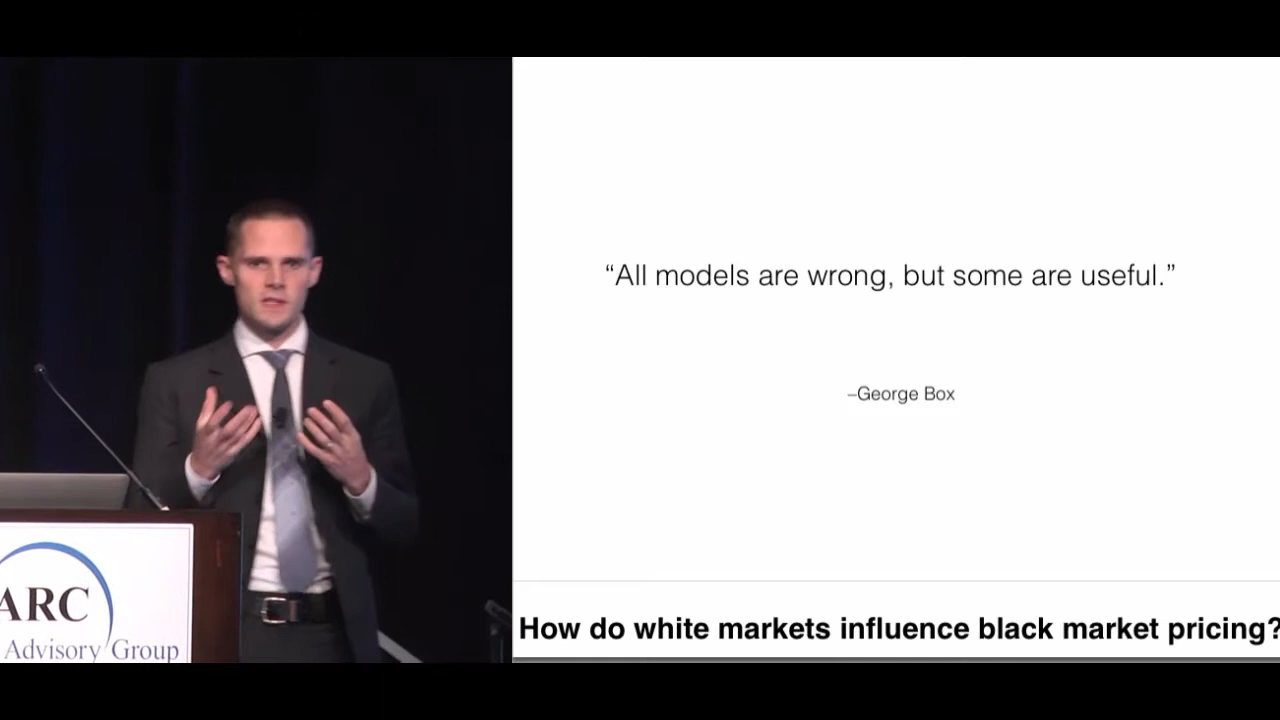 “All models are wrong, but some are useful.”
–George Box
How do white markets influence black market pricing?
ARC
Advisory Group